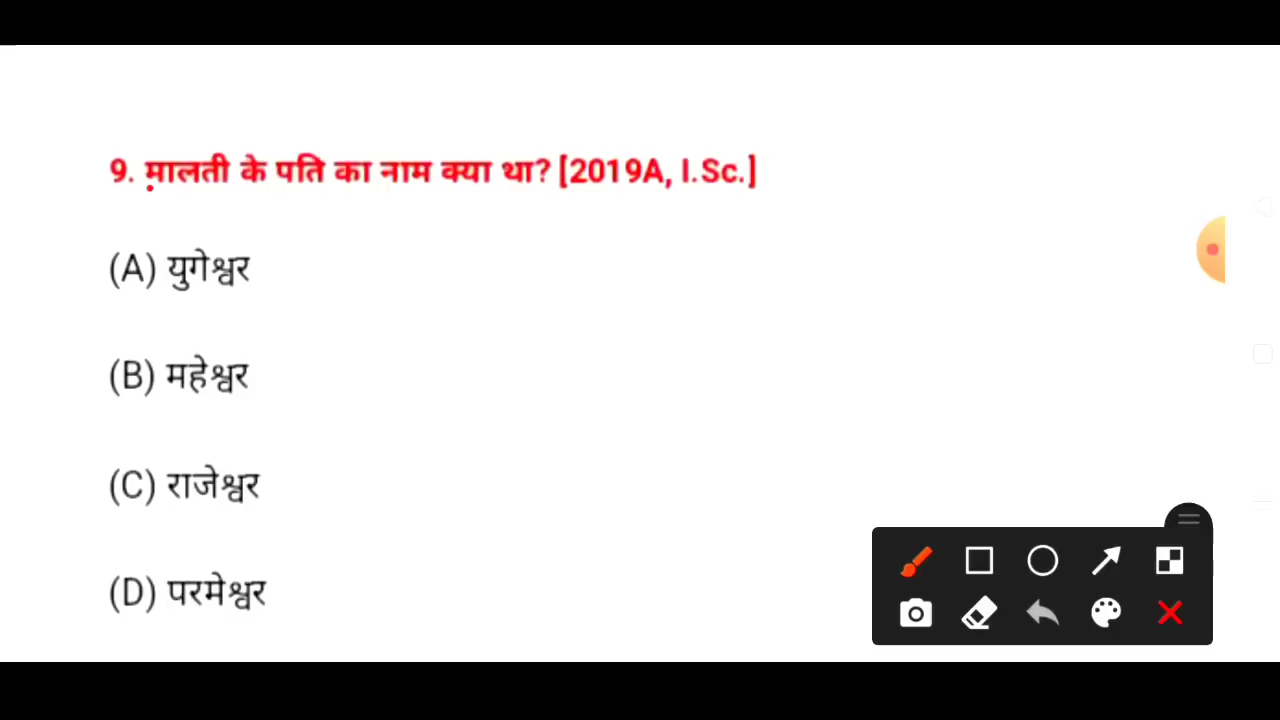 9. मालती के पति का नाम क्या था? [2019A, I.Sc.]
(A) युगेश्वर
(B) महेश्वर
(C) राजेश्वर
(D) परमेश्वर